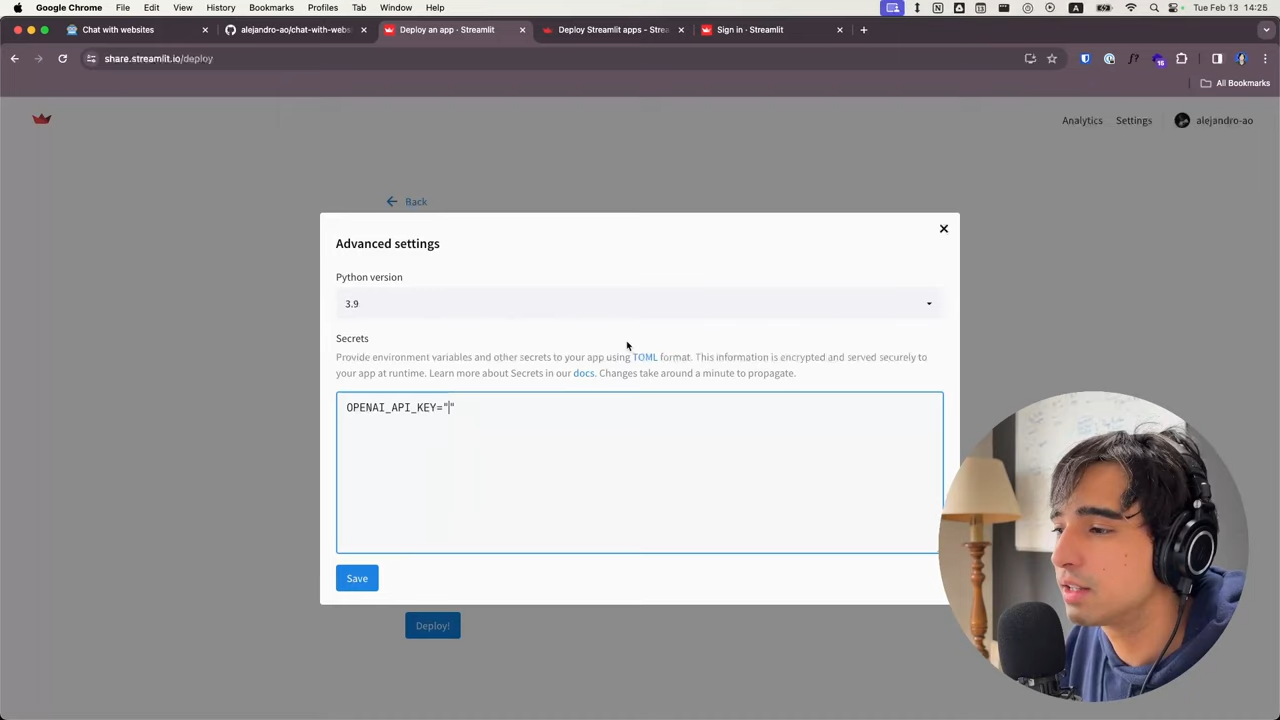 Google Chrome File Edit View History Bookmarks Profiles Tab Window Help Tue Feb 13 14:25
Chat with websites
alejandro-ao/chat-with-webs
Deploy an app · Streamlit
Deploy Streamlit apps - Strea
Sign in · Streamlit
share.streamlit.io/deploy
All Bookmarks
Analytics Settings alejandro-ao
Back
Advanced settings
Python version
3.9
Secrets
Provide environment variables and other secrets to your app using TOML format. This information is encrypted and served securely to
your app at runtime. Learn more about Secrets in our docs. Changes take around a minute to propagate.
OPENAI_API_KEY=""
Save
Deploy!